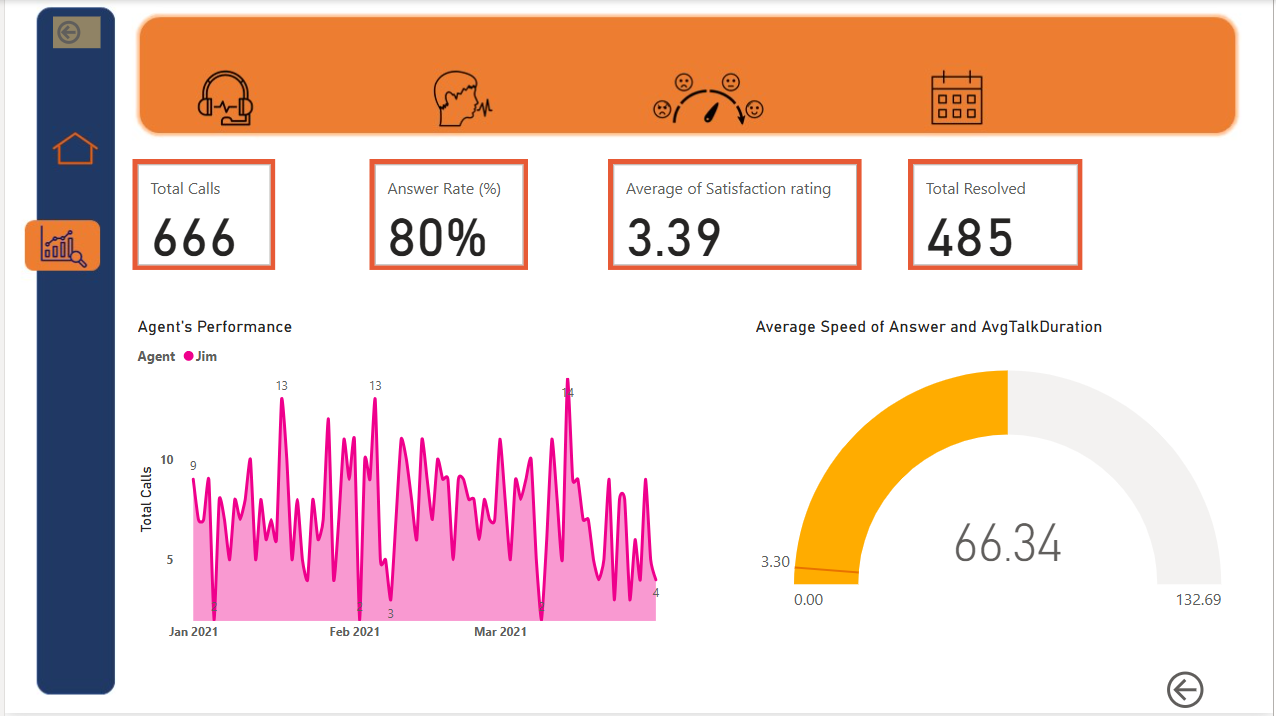 Total Calls
666
Answer Rate (%)
80%
Average of Satisfaction rating
3.39
Total Resolved
485
Agent's Performance
Agent Jim
Total Calls
10
5
9
13
13
14
3
4
Jan 2021
Feb 2021
Mar 2021
Average Speed of Answer and AvgTalkDuration
66.34
3.30
0.00
132.69